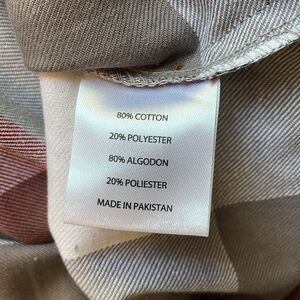 80% COTTON
20% POLYESTER
80% ALGODON
20% POLIESTER
MADE IN PAKISTAN